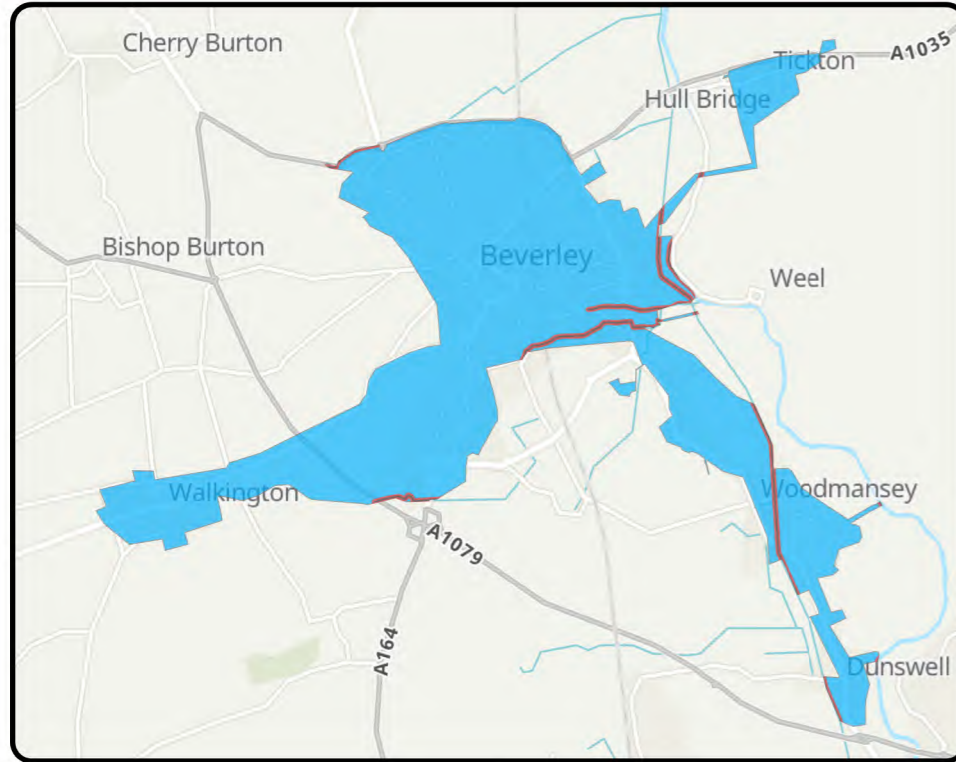 Cherry Burton
Tickton
A1035
Hull Bridge
Bishop Burton
Beverley
Weel
Walkington
Woodmansey
A1079
A164
Dunswell